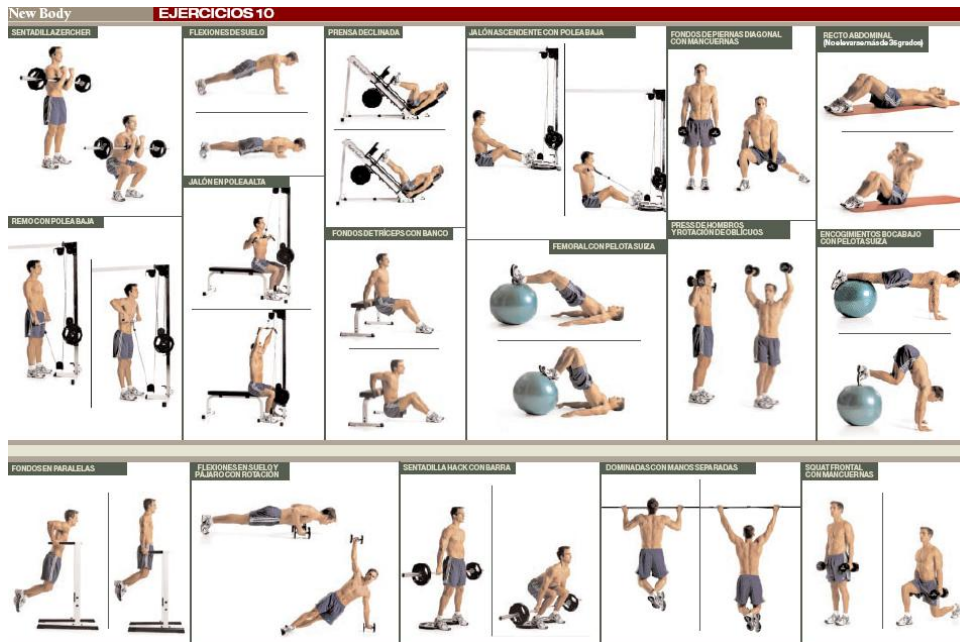 New Body
EJERCICIOS 10
SENTADILLA ZERCHER
FLEXIONES DE SUELO
PRENSA DECLINADA
JALÓN ASCENDENTE CON POLEA BAJA
FONDOS DE PIERNAS DIAGONAL
CON MANCUERNAS
RECTO ABDOMINAL
(No elevarse más de 35 grados)
JALÓN EN POLEA ALTA
REMO CON POLEA BAJA
FONDOS DE TRÍCEPS CON BANCO
FEMORAL CON PELOTA SUIZA
PRESS DE HOMBROS
Y ROTACIÓN DE OBLÍCUOS
ENCOGIMIENTOS BOCABAJO
CON PELOTA SUIZA
FONDOS EN PARALELAS
FLEXIONES EN SUELO Y
PÁJARO CON ROTACIÓN
SENTADILLA HACK CON BARRA
DOMINADAS CON MANOS SEPARADAS
SQUAT FRONTAL
CON MANCUERNAS